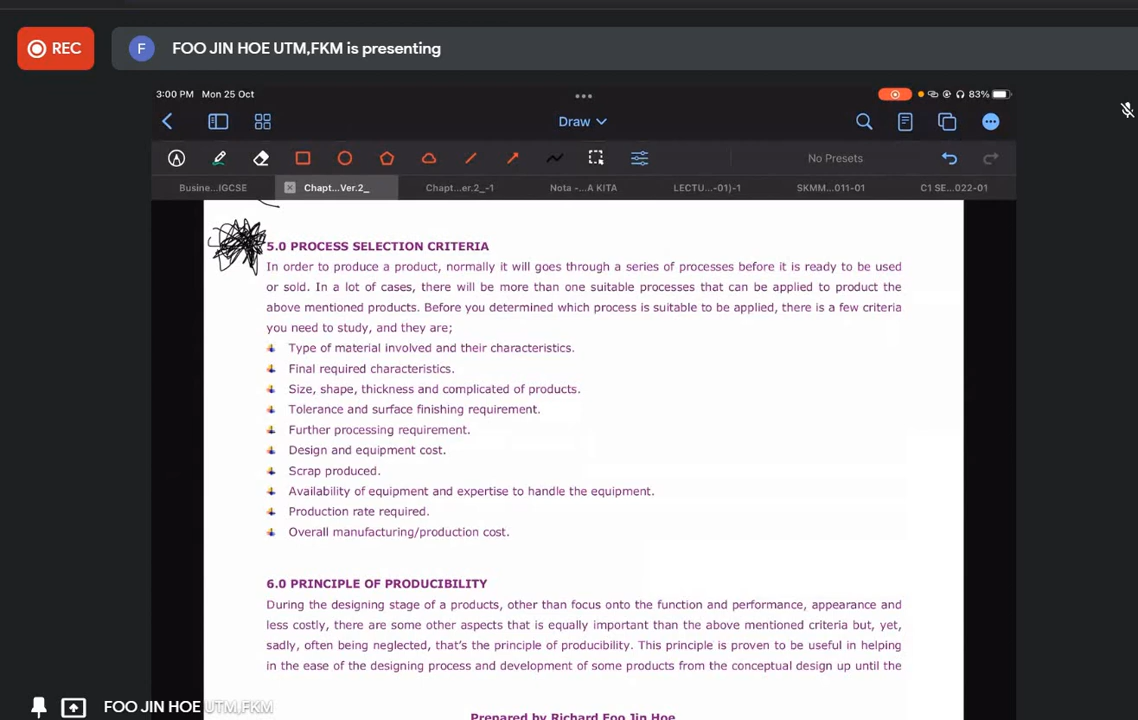 REC
F
FOO JIN HOE UTM,FKM is presenting
3:00 PM Mon 25 Oct
83%
Draw
No Presets
Busine...IGCSE
Chapt...Ver.2_
Chapt...er.2_-1
Nota -...A KITA
LECTU...-01)-1
SKMM...011-01
C1 SE...022-01
5.0 PROCESS SELECTION CRITERIA
In order to produce a product, normally it will goes through a series of processes before it is ready to be used
or sold. In a lot of cases, there will be more than one suitable processes that can be applied to product the
above mentioned products. Before you determined which process is suitable to be applied, there is a few criteria
you need to study, and they are;
Type of material involved and their characteristics.
Final required characteristics.
Size, shape, thickness and complicated of products.
Tolerance and surface finishing requirement.
Further processing requirement.
Design and equipment cost.
Scrap produced.
Availability of equipment and expertise to handle the equipment.
Production rate required.
Overall manufacturing/production cost.
6.0 PRINCIPLE OF PRODUCIBILITY
During the designing stage of a products, other than focus onto the function and performance, appearance and
less costly, there are some other aspects that is equally important than the above mentioned criteria but, yet,
sadly, often being neglected, that's the principle of producibility. This principle is proven to be useful in helping
in the ease of the designing process and development of some products from the conceptual design up until the
Prepared by Richard Foo Jin Hoe
FOO JIN HOE UTM,FKM